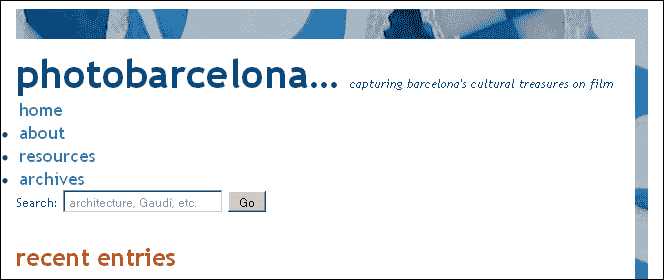 photobarcelona... capturing barcelona's cultural treasures on film
home
about
resources
archives
Search: architecture, Gaudí, etc. Go
recent entries